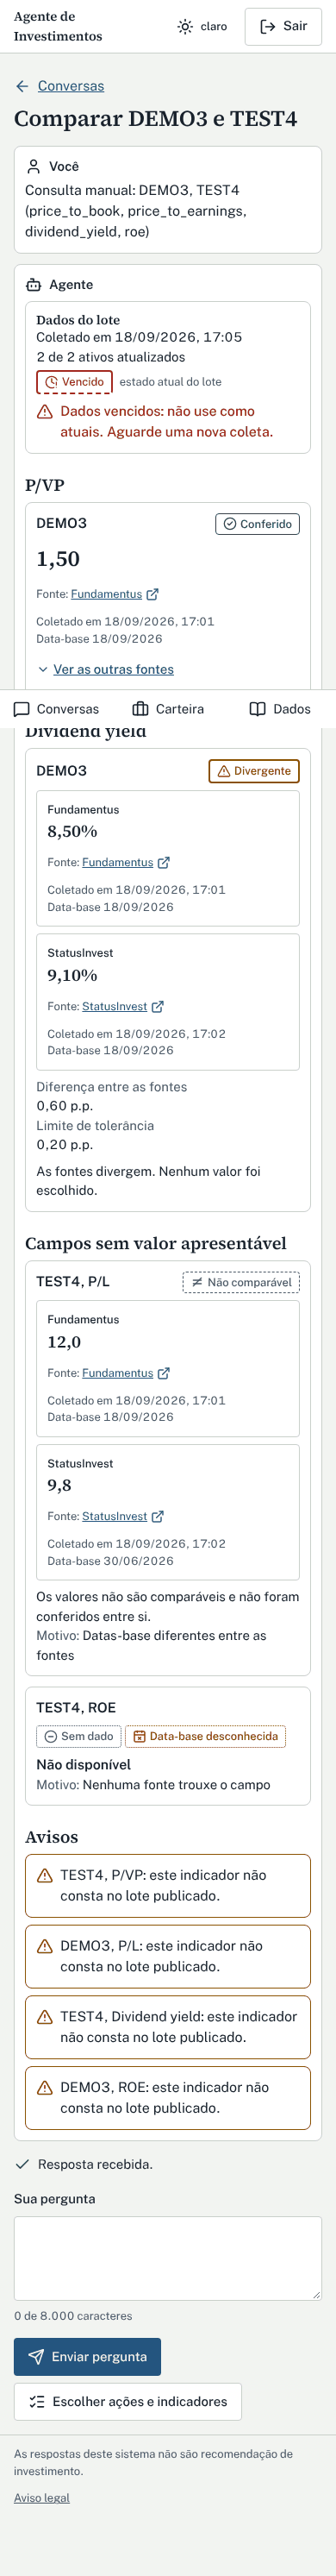 Agente de
Investimentos
claro
Sair
Conversas
Comparar DEMO3 e TEST4
Você
Consulta manual: DEMO3, TEST4
(price_to_book, price_to_earnings,
dividend_yield, roe)
Agente
Dados do lote
Coletado em 18/09/2026, 17:05
2 de 2 ativos atualizados
Vencido estado atual do lote
Dados vencidos: não use como
atuais. Aguarde uma nova coleta.
P/VP
DEMO3 Conferido
1,50
Fonte: Fundamentus
Coletado em 18/09/2026, 17:01
Data-base 18/09/2026
Ver as outras fontes
Conversas Carteira Dados
Dividend yield
DEMO3 Divergente
Fundamentus
8,50%
Fonte: Fundamentus
Coletado em 18/09/2026, 17:01
Data-base 18/09/2026
StatusInvest
9,10%
Fonte: StatusInvest
Coletado em 18/09/2026, 17:02
Data-base 18/09/2026
Diferença entre as fontes
0,60 p.p.
Limite de tolerância
0,20 p.p.
As fontes divergem. Nenhum valor foi
escolhido.
Campos sem valor apresentável
TEST4, P/L Não comparável
Fundamentus
12,0
Fonte: Fundamentus
Coletado em 18/09/2026, 17:01
Data-base 18/09/2026
StatusInvest
9,8
Fonte: StatusInvest
Coletado em 18/09/2026, 17:02
Data-base 30/06/2026
Os valores não são comparáveis e não foram
conferidos entre si.
Motivo: Datas-base diferentes entre as
fontes
TEST4, ROE
Sem dado Data-base desconhecida
Não disponível
Motivo: Nenhuma fonte trouxe o campo
Avisos
TEST4, P/VP: este indicador não
consta no lote publicado.
DEMO3, P/L: este indicador não
consta no lote publicado.
TEST4, Dividend yield: este indicador
não consta no lote publicado.
DEMO3, ROE: este indicador não
consta no lote publicado.
Resposta recebida.
Sua pergunta
0 de 8.000 caracteres
Enviar pergunta
Escolher ações e indicadores
As respostas deste sistema não são recomendação de
investimento.
Aviso legal